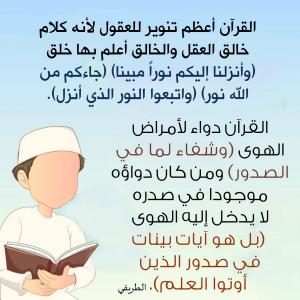 القرآن أعظم تنوير للعقول لأنه كلام
خالق العقل والخالق أعلم بها خلق
(وأنزلنا إليكم نوراً مبينا) (جاءكم من
الله نور) (واتبعوا النور الذي أنزل).
القرآن دواء لأمراض
الهوى (وشفاء لما في
الصدور) ومن كان دواؤه
موجودا في صدره
لا يدخل إليه الهوى
(بل هو آيات بينات
في صدور الذين
أوتوا العلم). الطريفي